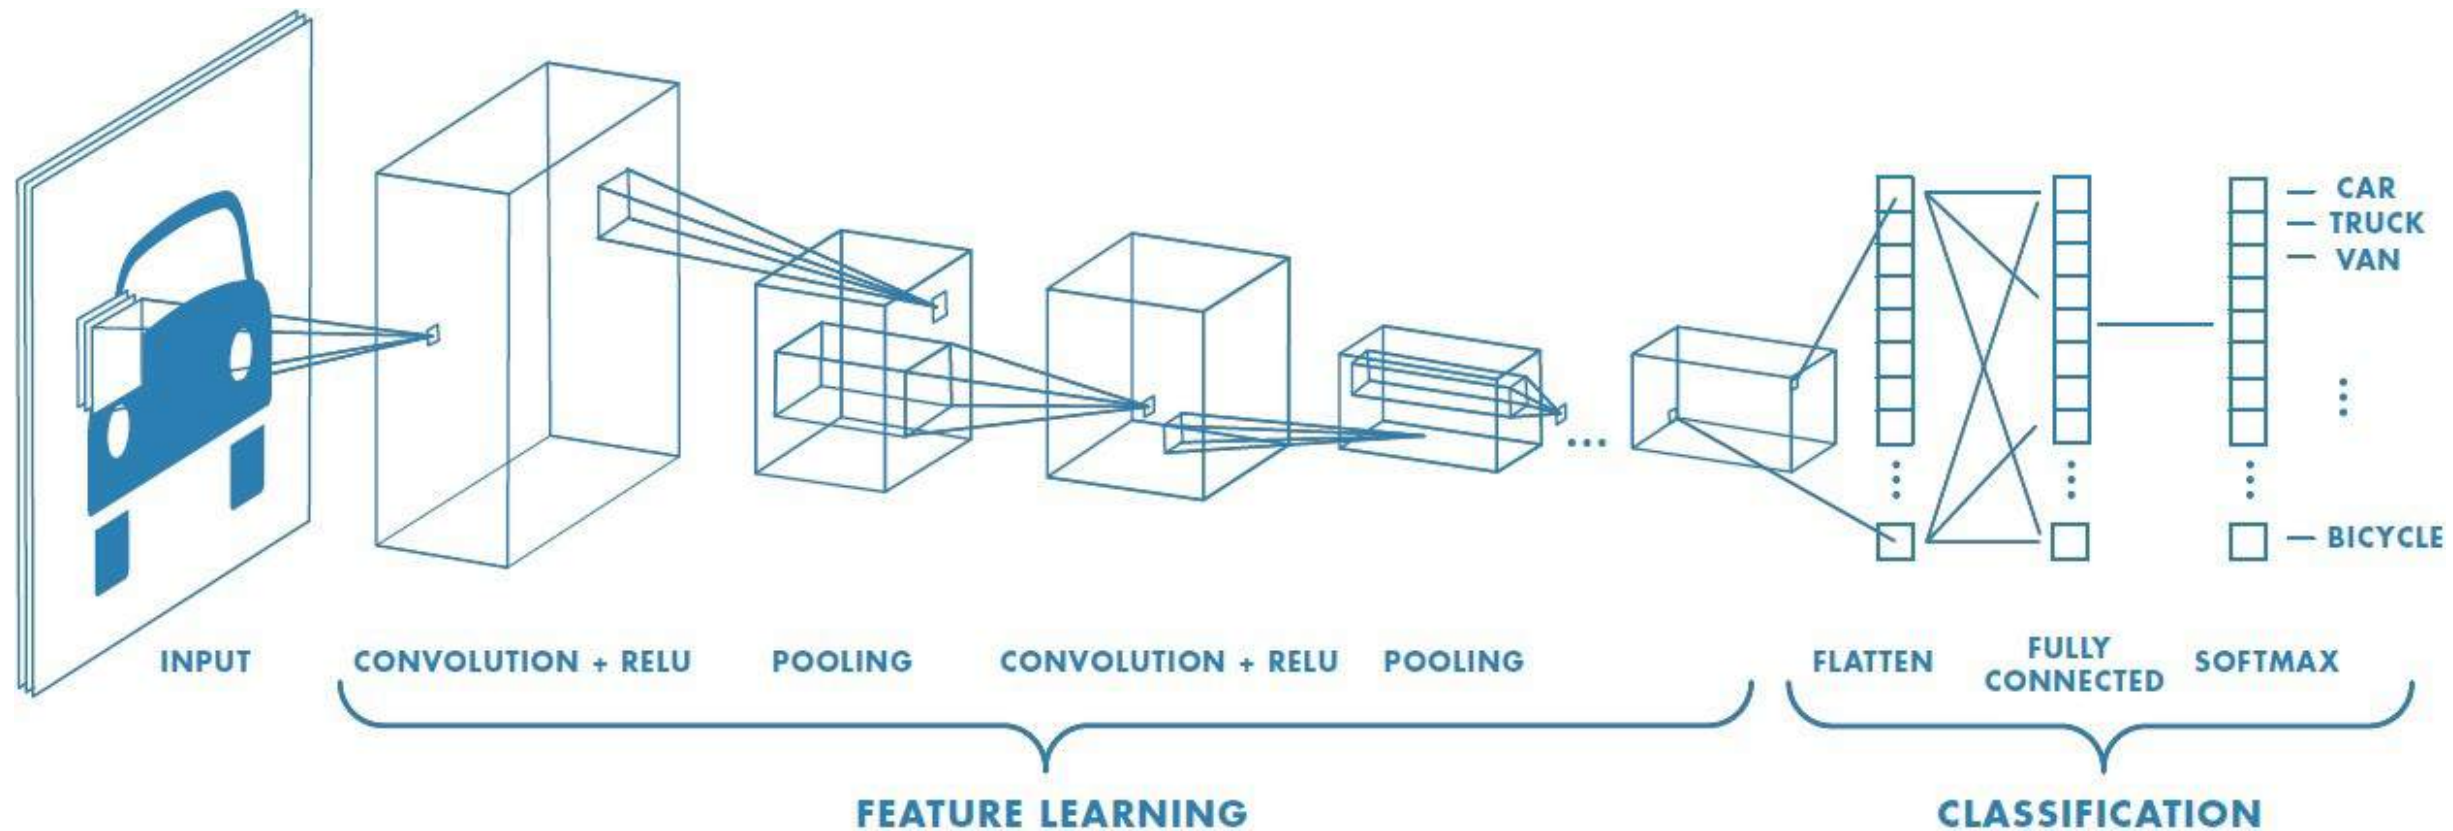 CAR
TRUCK
VAN
BICYCLE
INPUT
CONVOLUTION + RELU
POOLING
CONVOLUTION + RELU
POOLING
FLATTEN
FULLY
CONNECTED
SOFTMAX
FEATURE LEARNING
CLASSIFICATION